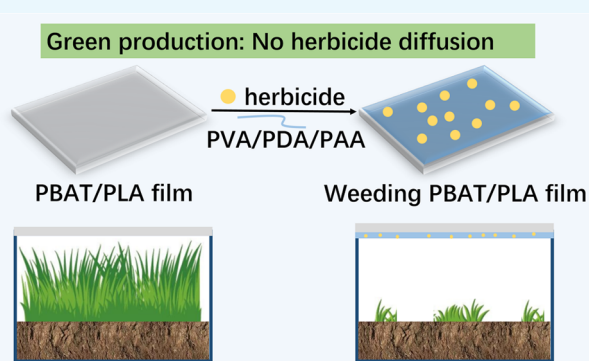 Green production: No herbicide diffusion
herbicide
PVA/PDA/PAA
PBAT/PLA film
Weeding PBAT/PLA film